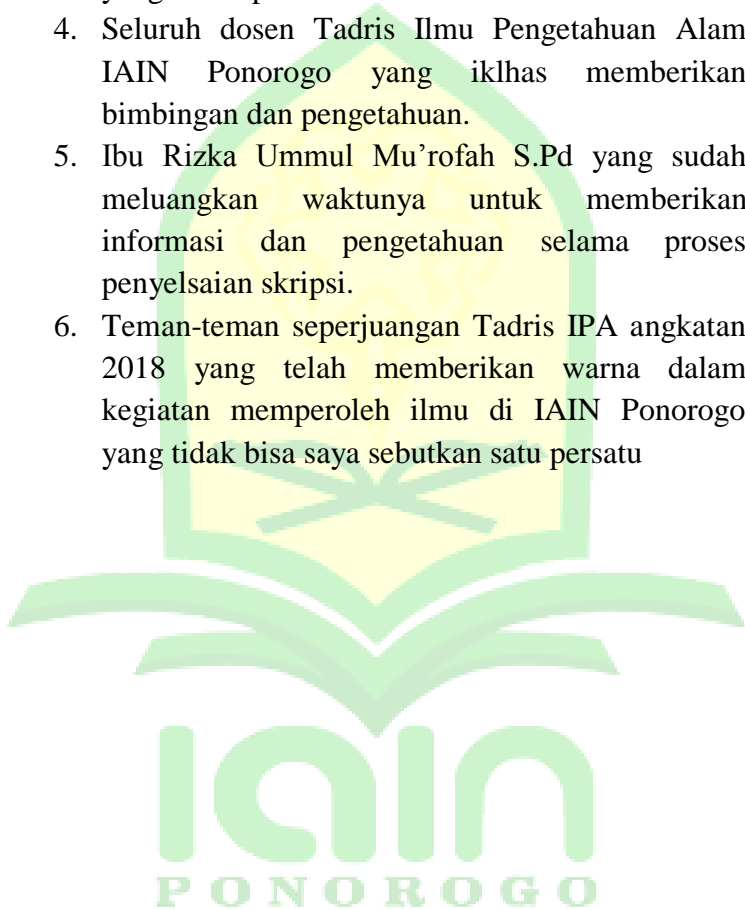 4. Seluruh dosen Tadris Ilmu Pengetahuan Alam
IAIN Ponorogo yang iklhas memberikan
bimbingan dan pengetahuan.
5. Ibu Rizka Ummul Mu’rofah S.Pd yang sudah
meluangkan waktunya untuk memberikan
informasi dan pengetahuan selama proses
penyelsaian skripsi.
6. Teman-teman seperjuangan Tadris IPA angkatan
2018 yang telah memberikan warna dalam
kegiatan memperoleh ilmu di IAIN Ponorogo
yang tidak bisa saya sebutkan satu persatu
iain
PONOROGO